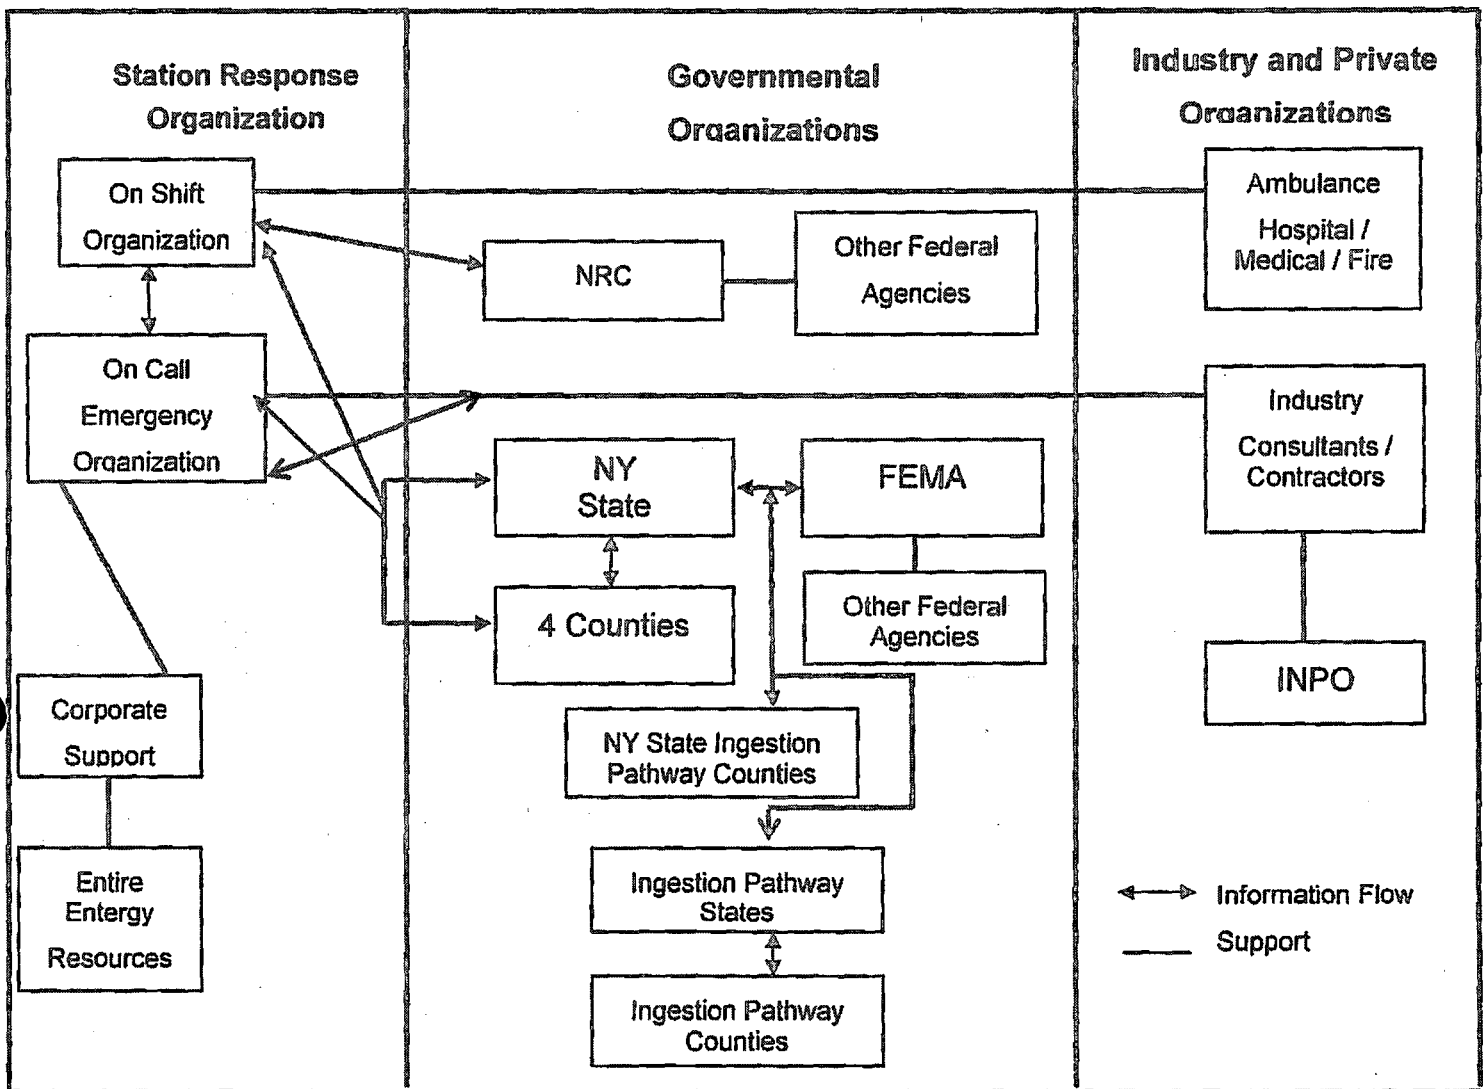 Station Response
Organization
On Shift
Organization
On Call
Emergency
Organization
Corporate
Support
Entire
Entergy
Resources
Governmental
Organizations
NRC
Other Federal
Agencies
NY
State
FEMA
4 Counties
Other Federal
Agencies
NY State Ingestion
Pathway Counties
Ingestion Pathway
States
Ingestion Pathway
Counties
Industry and Private
Organizations
Ambulance
Hospital /
Medical / Fire
Industry
Consultants /
Contractors
INPO
Information Flow
Support